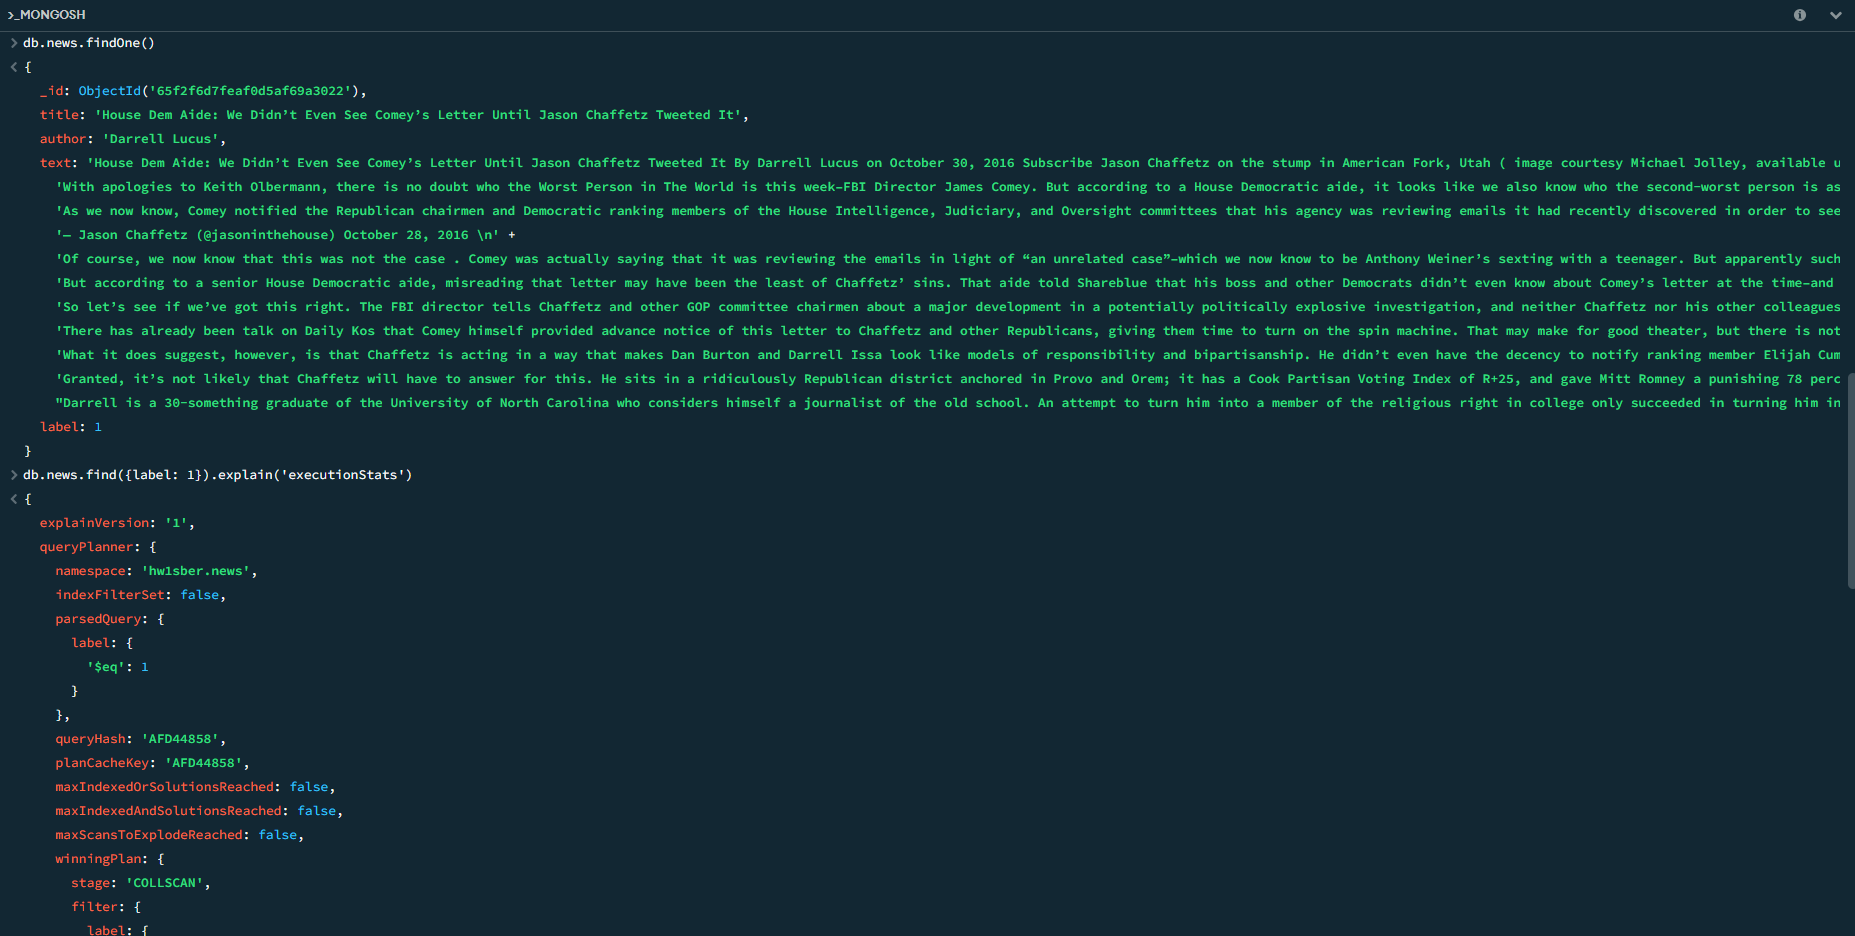 >_MONGOSH
> db.news.findOne()
< {
_id: ObjectId('65f2f6d7feaf0d5af69a3022'),
title: 'House Dem Aide: We Didn’t Even See Comey’s Letter Until Jason Chaffetz Tweeted It',
author: 'Darrell Lucus',
text: 'House Dem Aide: We Didn’t Even See Comey’s Letter Until Jason Chaffetz Tweeted It By Darrell Lucus on October 30, 2016 Subscribe Jason Chaffetz on the stump in American Fork, Utah ( image courtesy Michael Jolley, available u
'With apologies to Keith Olbermann, there is no doubt who the Worst Person in The World is this week–FBI Director James Comey. But according to a House Democratic aide, it looks like we also know who the second-worst person is as
'As we now know, Comey notified the Republican chairmen and Democratic ranking members of the House Intelligence, Judiciary, and Oversight committees that his agency was reviewing emails it had recently discovered in order to see
'— Jason Chaffetz (@jasoninthehouse) October 28, 2016 \n' +
'Of course, we now know that this was not the case . Comey was actually saying that it was reviewing the emails in light of “an unrelated case”–which we now know to be Anthony Weiner’s sexting with a teenager. But apparently such
'But according to a senior House Democratic aide, misreading that letter may have been the least of Chaffetz’ sins. That aide told Shareblue that his boss and other Democrats didn’t even know about Comey’s letter at the time–and
'So let’s see if we’ve got this right. The FBI director tells Chaffetz and other GOP committee chairmen about a major development in a potentially politically explosive investigation, and neither Chaffetz nor his other colleagues
'There has already been talk on Daily Kos that Comey himself provided advance notice of this letter to Chaffetz and other Republicans, giving them time to turn on the spin machine. That may make for good theater, but there is not
'What it does suggest, however, is that Chaffetz is acting in a way that makes Dan Burton and Darrell Issa look like models of responsibility and bipartisanship. He didn’t even have the decency to notify ranking member Elijah Cum
'Granted, it’s not likely that Chaffetz will have to answer for this. He sits in a ridiculously Republican district anchored in Provo and Orem; it has a Cook Partisan Voting Index of R+25, and gave Mitt Romney a punishing 78 perc
"Darrell is a 30-something graduate of the University of North Carolina who considers himself a journalist of the old school. An attempt to turn him into a member of the religious right in college only succeeded in turning him in
label: 1
}
> db.news.find({label: 1}).explain('executionStats')
< {
explainVersion: '1',
queryPlanner: {
namespace: 'hw1sber.news',
indexFilterSet: false,
parsedQuery: {
label: {
'$eq': 1
}
},
queryHash: 'AFD44858',
planCacheKey: 'AFD44858',
maxIndexedOrSolutionsReached: false,
maxIndexedAndSolutionsReached: false,
maxScansToExplodeReached: false,
winningPlan: {
stage: 'COLLSCAN',
filter: {
label: {